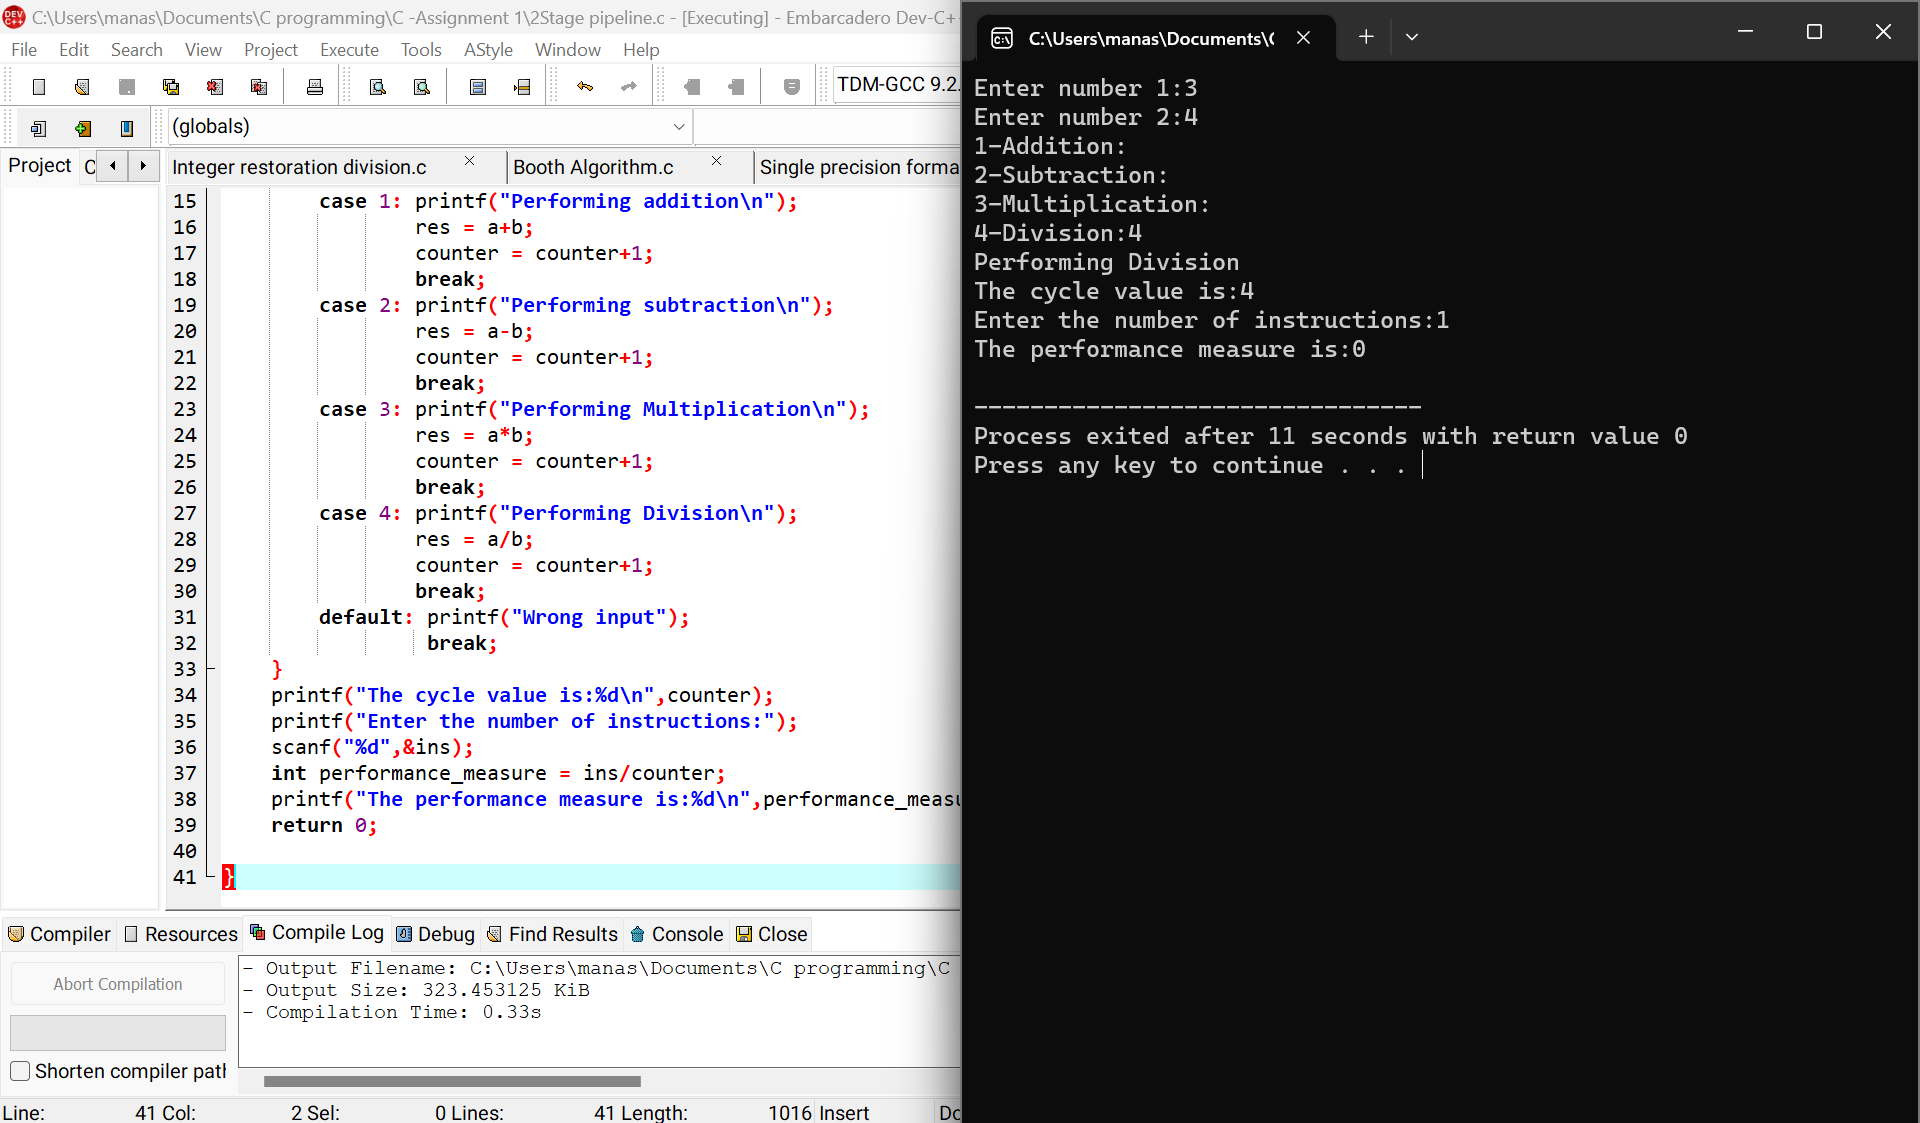 C:\Users\manas\Documents\C programming\C -Assignment 1\2Stage pipeline.c - [Executing] - Embarcadero Dev-C+
File Edit Search View Project Execute Tools AStyle Window Help
TDM-GCC 9.2.
(globals)
Project
Integer restoration division.c Booth Algorithm.c Single precision forma
15 case 1: printf("Performing addition\n");
16 res = a+b;
17 counter = counter+1;
18 break;
19 case 2: printf("Performing subtraction\n");
20 res = a-b;
21 counter = counter+1;
22 break;
23 case 3: printf("Performing Multiplication\n");
24 res = a*b;
25 counter = counter+1;
26 break;
27 case 4: printf("Performing Division\n");
28 res = a/b;
29 counter = counter+1;
30 break;
31 default: printf("Wrong input");
32 break;
33 }
34 printf("The cycle value is:%d\n",counter);
35 printf("Enter the number of instructions:");
36 scanf("%d",&ins);
37 int performance_measure = ins/counter;
38 printf("The performance measure is:%d\n",performance_measu
39 return 0;
40
41 }
Compiler Resources Compile Log Debug Find Results Console Close
Abort Compilation
Shorten compiler path
- Output Filename: C:\Users\manas\Documents\C programming\C
- Output Size: 323.453125 KiB
- Compilation Time: 0.33s
Line: 41 Col: 2 Sel: 0 Lines: 41 Length: 1016 Insert Do
C:\Users\manas\Documents\C
Enter number 1:3
Enter number 2:4
1-Addition:
2-Subtraction:
3-Multiplication:
4-Division:4
Performing Division
The cycle value is:4
Enter the number of instructions:1
The performance measure is:0
--------------------------------
Process exited after 11 seconds with return value 0
Press any key to continue . . .